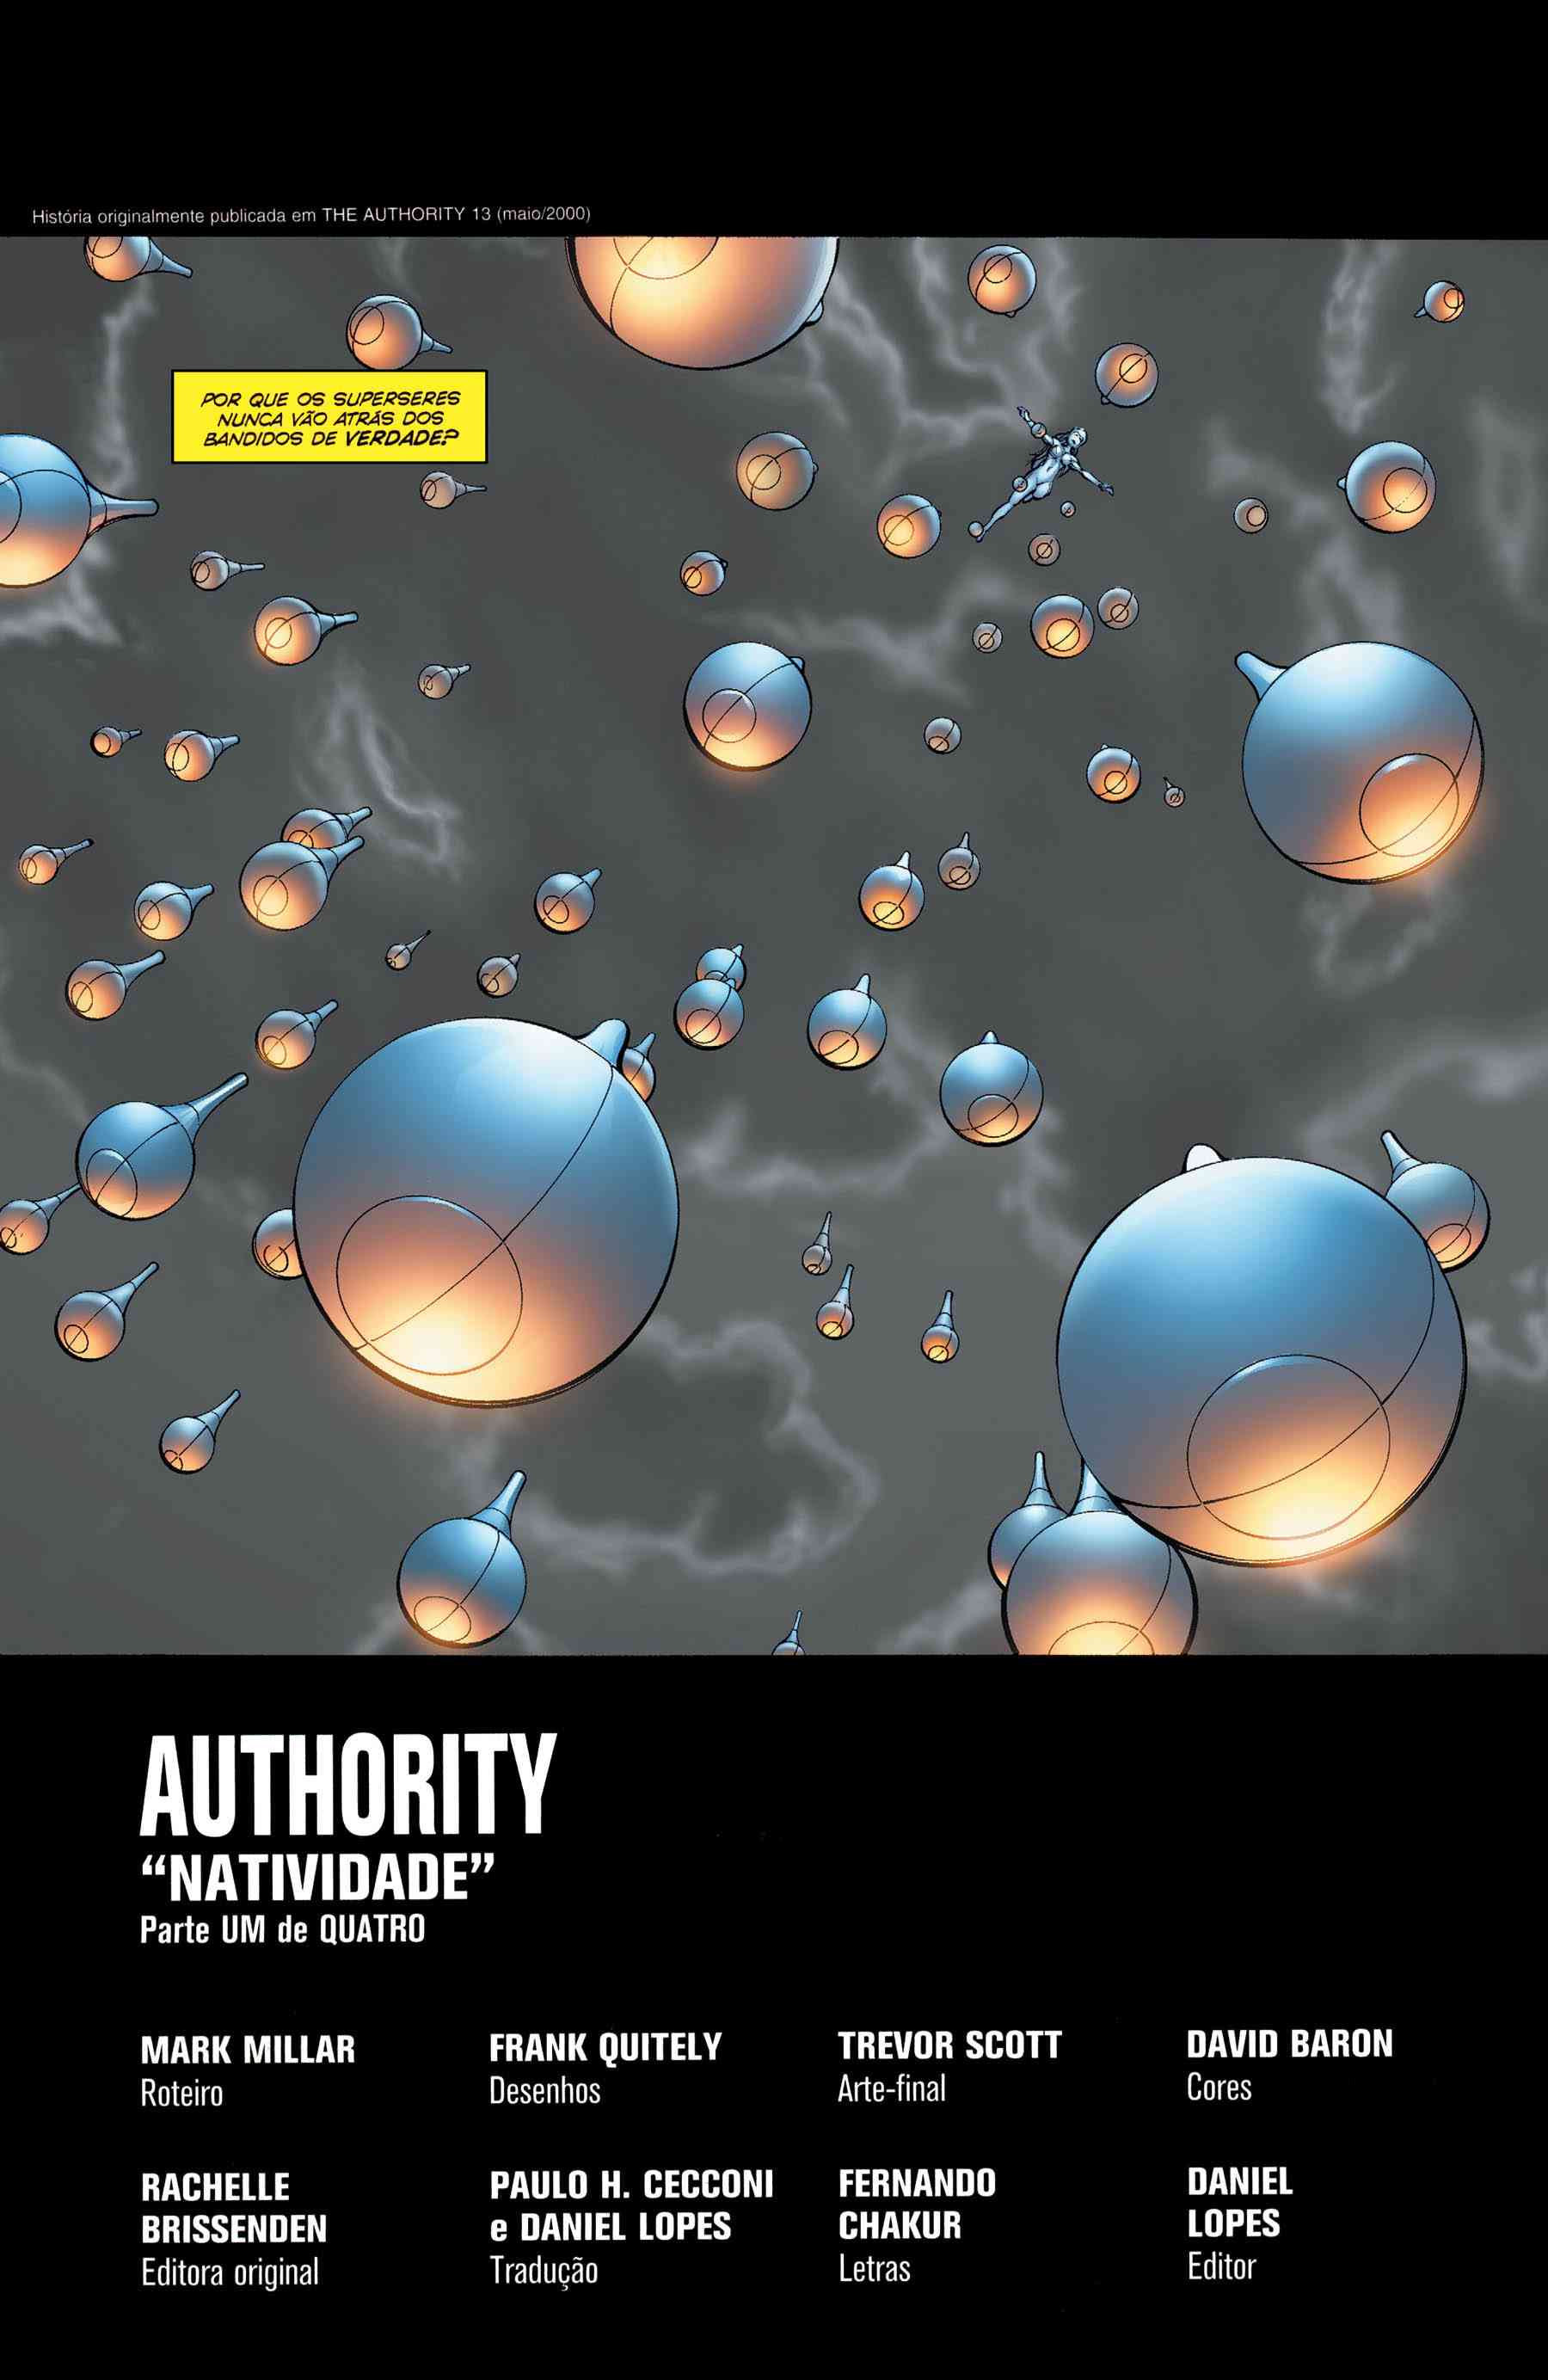 História originalmente publicada em THE AUTHORITY 13 (maio/2000)
POR QUE OS SUPERSERES
NUNCA VÃO ATRÁS DOS
BANDIDOS DE VERDADE?
AUTHORITY
“NATIVIDADE”
Parte UM de QUATRO
MARK MILLAR
Roteiro
FRANK QUITELY
Desenhos
TREVOR SCOTT
Arte-final
DAVID BARON
Cores
RACHELLE
BRISSENDEN
Editora original
PAULO H. CECCONI
e DANIEL LOPES
Tradução
FERNANDO
CHAKUR
Letras
DANIEL
LOPES
Editor